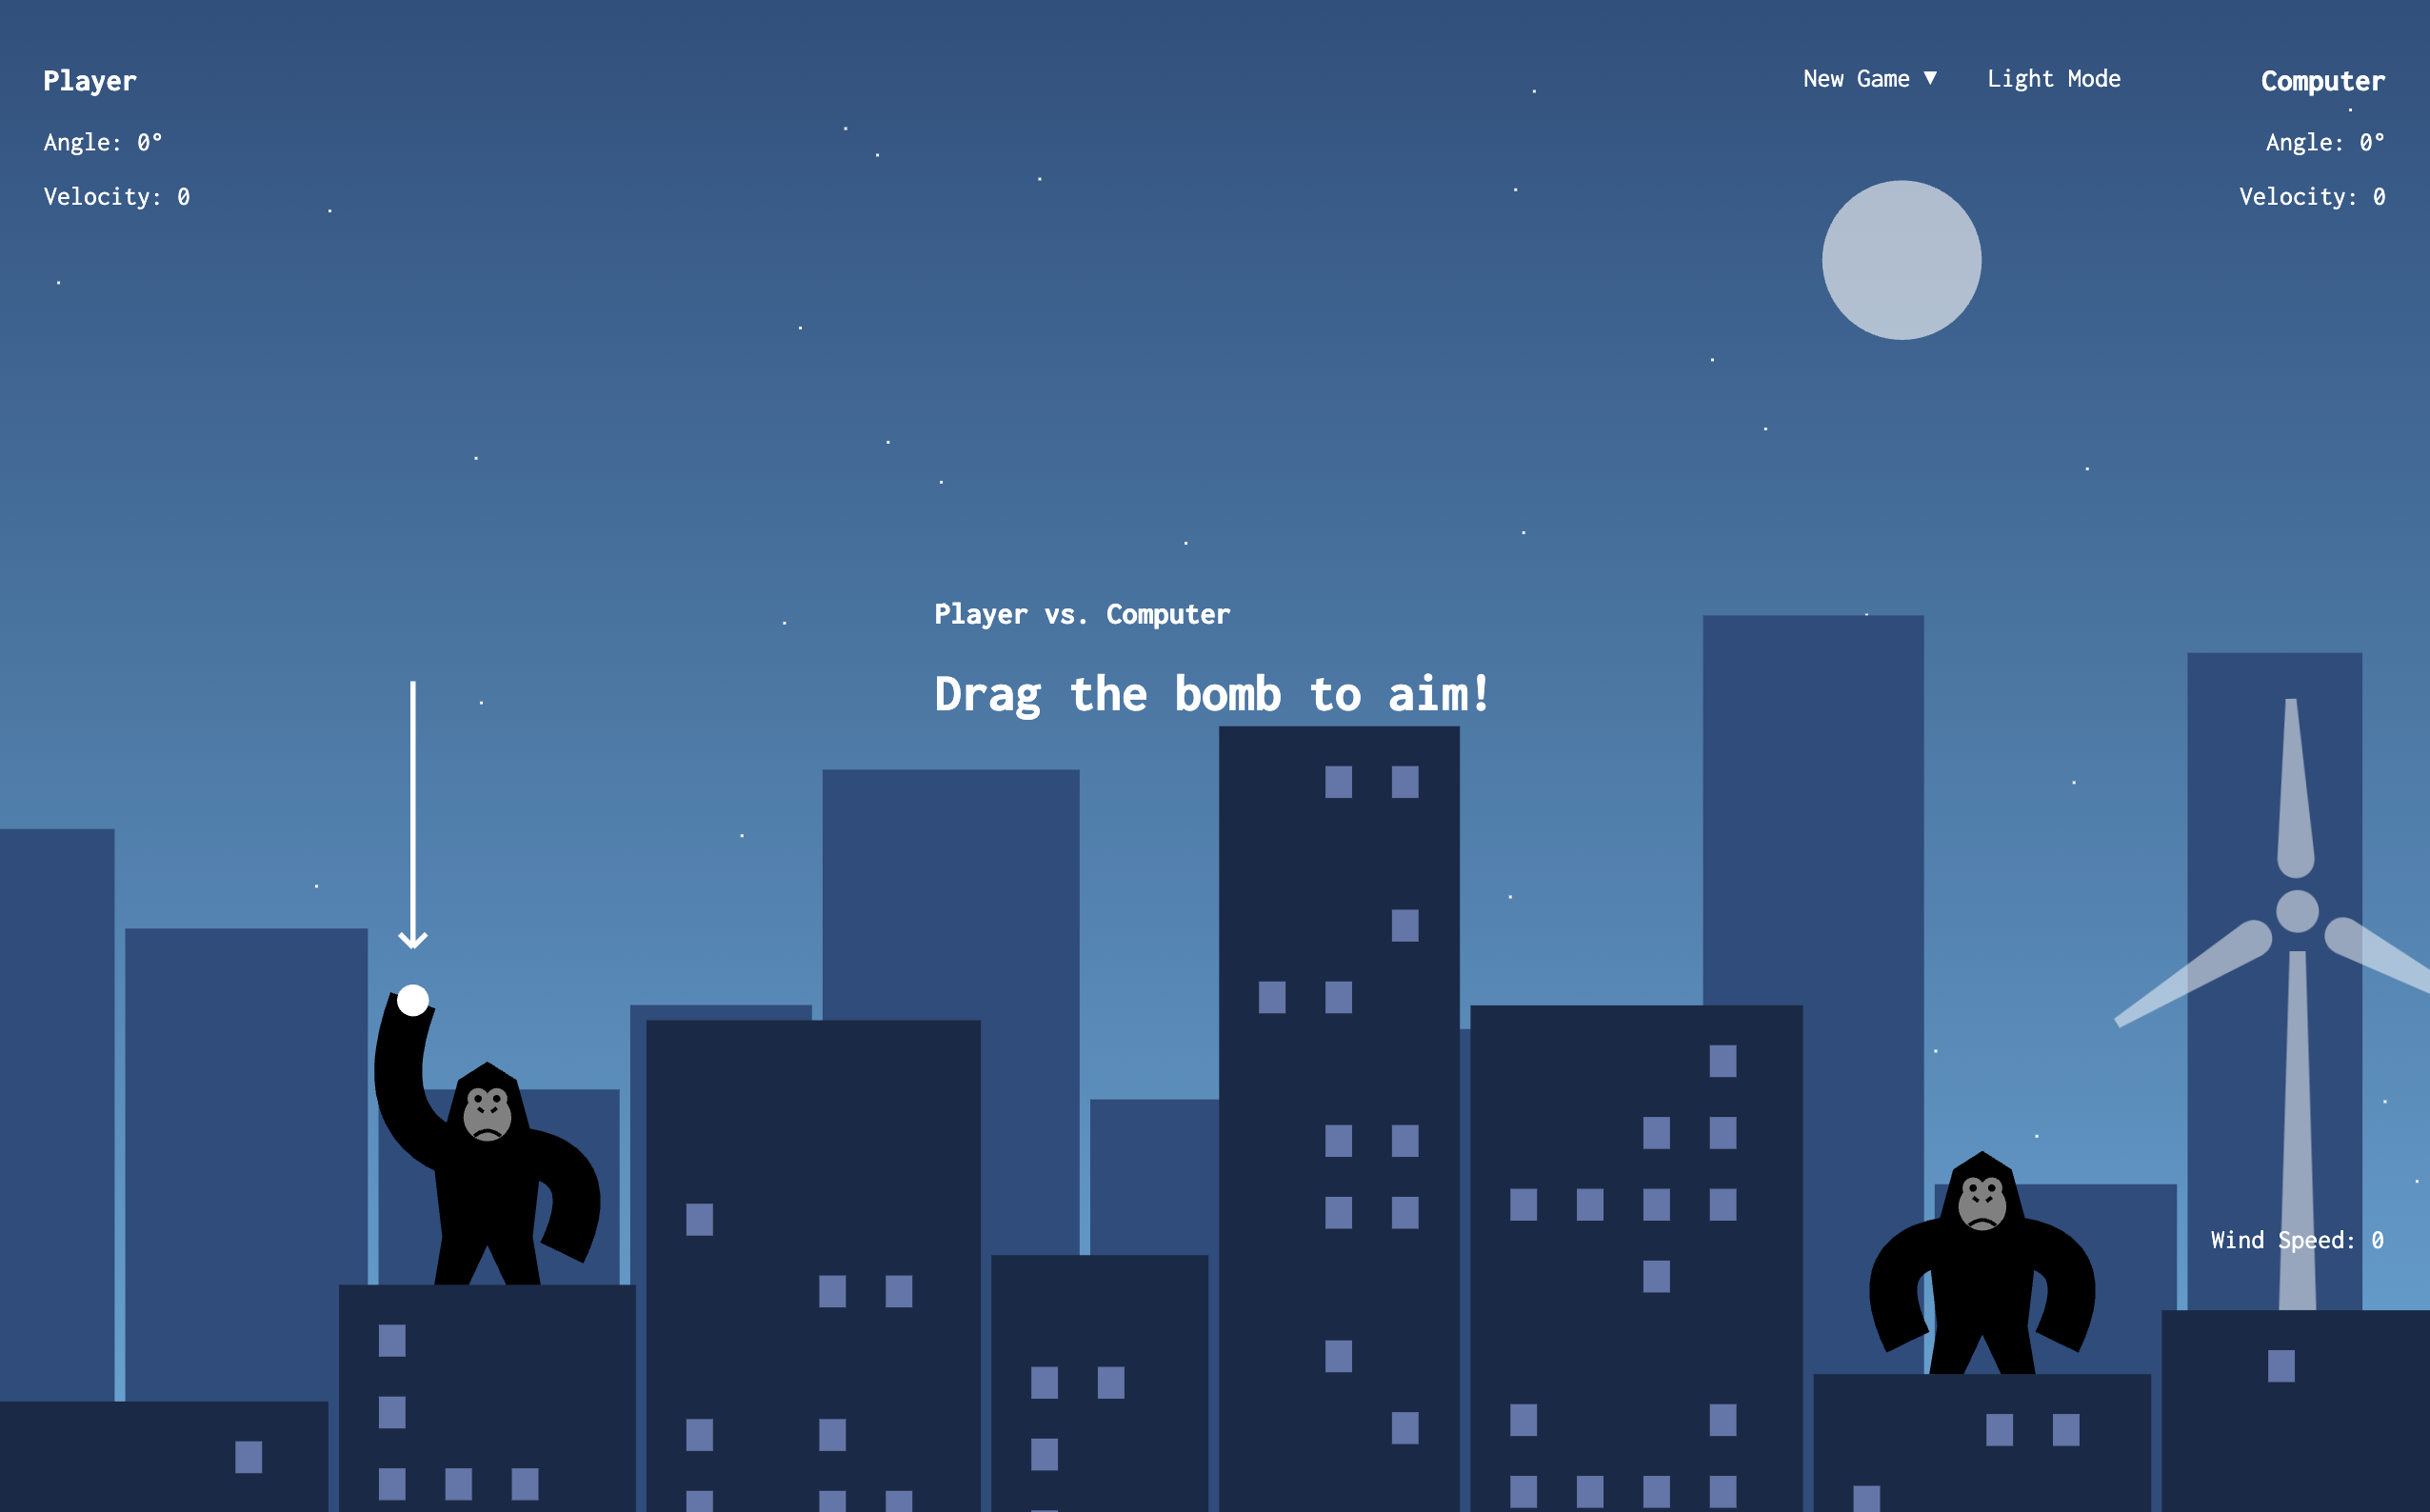 Player
Angle: 0°
Velocity: 0
New Game ▼
Light Mode
Computer
Angle: 0°
Velocity: 0
Player vs. Computer
Drag the bomb to aim!
Wind Speed: 0